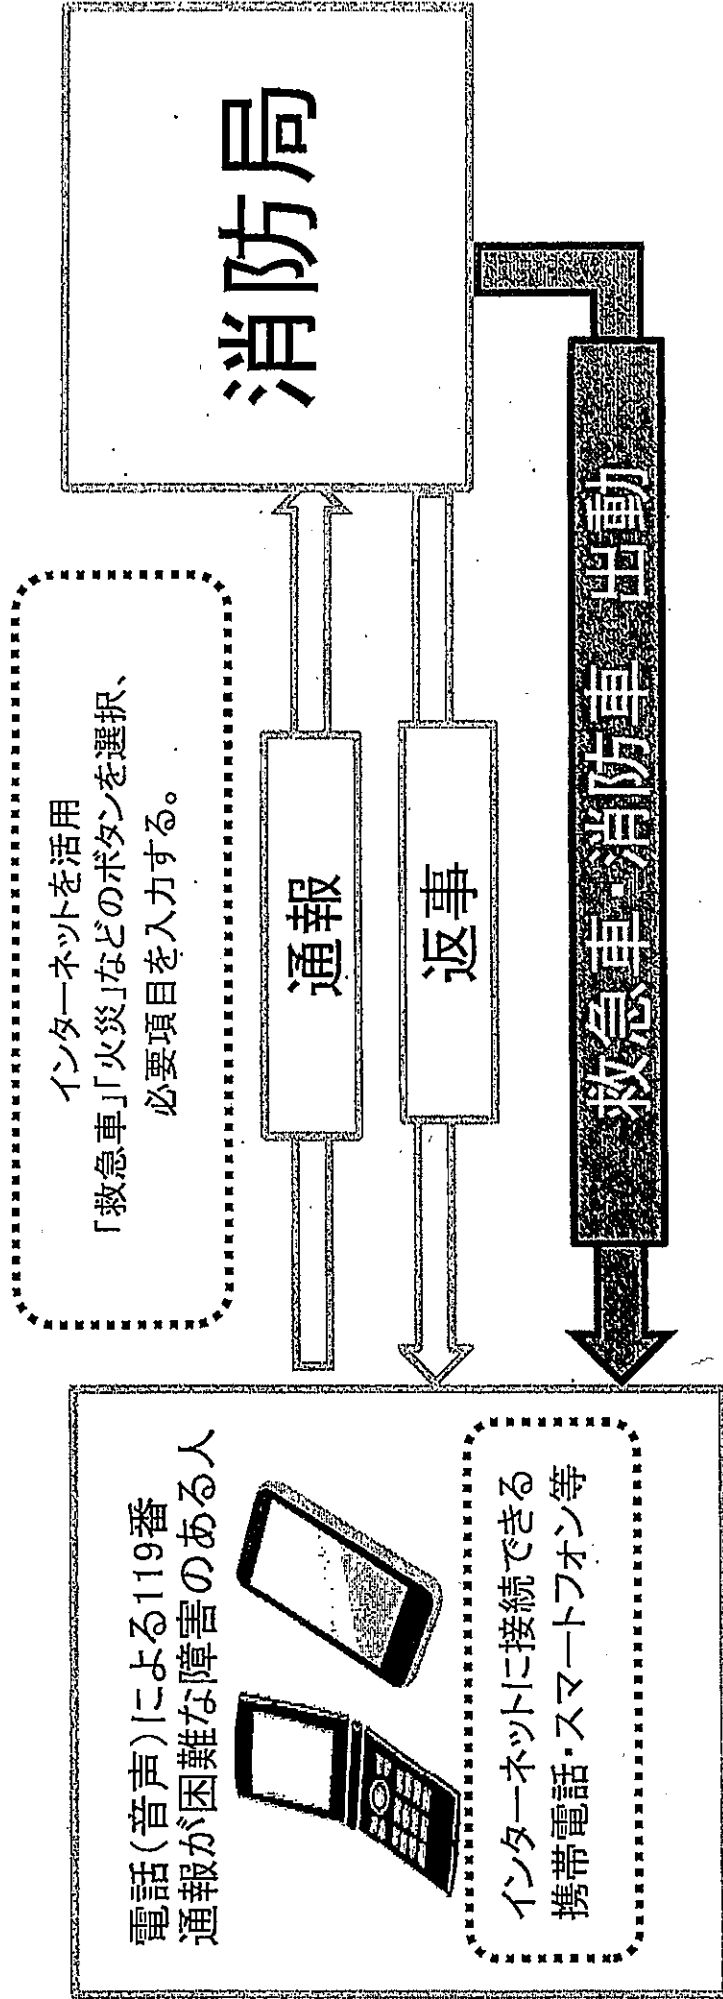 電話(音声)による119番
通報が困難な障害のある人
インターネットに接続できる
携帯電話・スマートフォン等
インターネットを活用
「救急車」「火災」などのボタンを選択、
必要項目を入力する。
通報
返事
救急車・消防車 出動
消防局